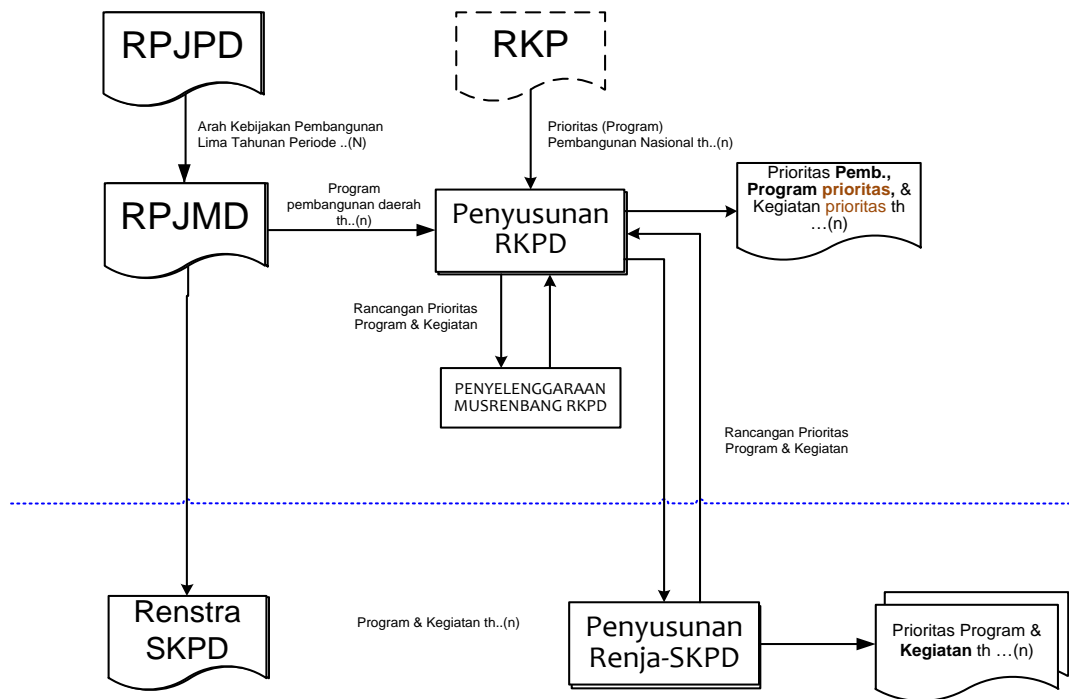 RPJPD
RKP
Arah Kebijakan Pembangunan
Lima Tahunan Periode ..(N)
Prioritas (Program)
Pembangunan Nasional th..(n)
RPJMD
Program
pembangunan daerah
th..(n)
Penyusunan
RKPD
Prioritas Pemb.,
Program prioritas, &
Kegiatan prioritas th
...(n)
Rancangan Prioritas
Program & Kegiatan
PENYELENGGARAAN
MUSRENBANG RKPD
Rancangan Prioritas
Program & Kegiatan
Renstra
SKPD
Program & Kegiatan th..(n)
Penyusunan
Renja-SKPD
Prioritas Program &
Kegiatan th ...(n)